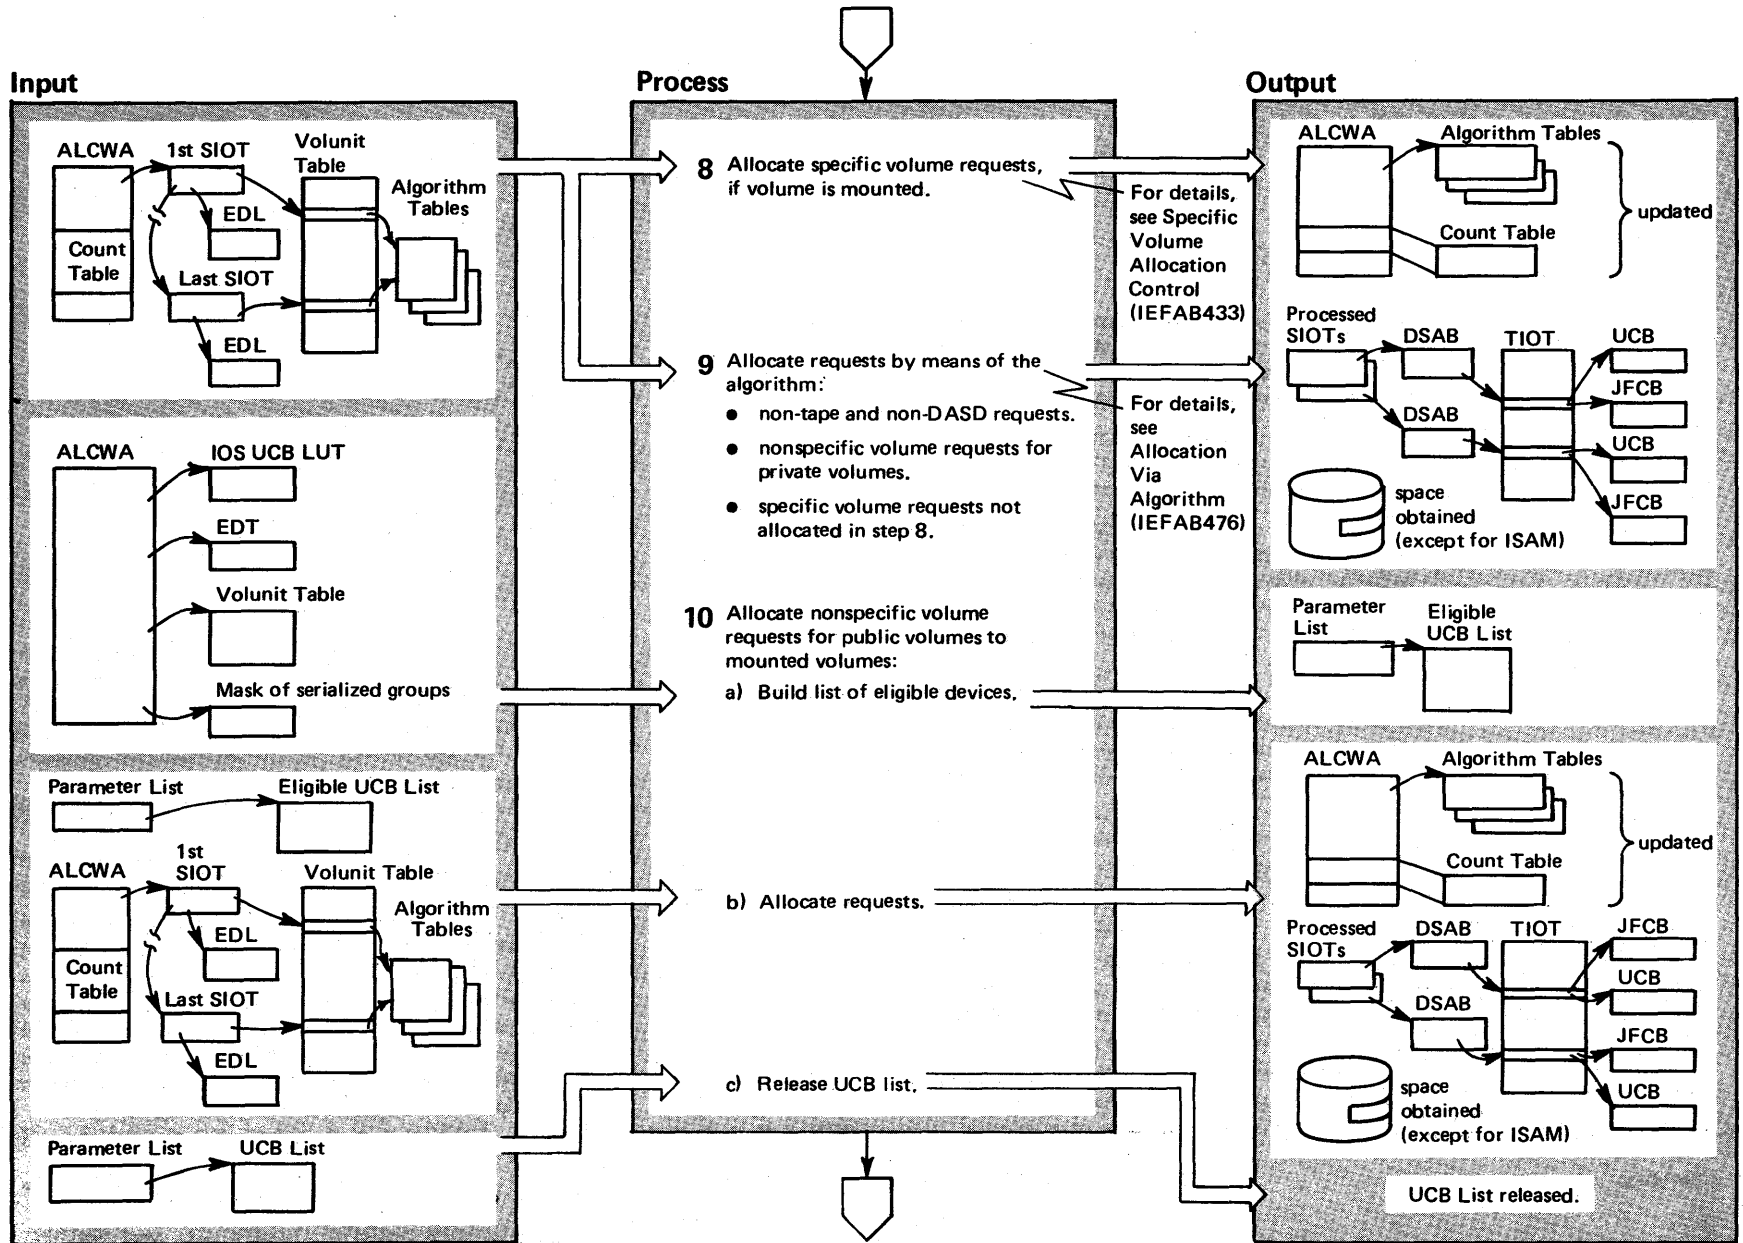 Input
ALCWA
1st SIOT
Volunit
Table
Algorithm
Tables
EDL
Count
Table
Last SIOT
EDL
ALCWA
IOS UCB LUT
EDT
Volunit Table
Mask of serialized groups
Parameter List
Eligible UCB List
ALCWA
1st
SIOT
Volunit Table
Algorithm
Tables
EDL
Count
Table
Last SIOT
EDL
Parameter List
UCB List
Process
8 Allocate specific volume requests,
if volume is mounted.
For details,
see Specific
Volume
Allocation
Control
(IEFAB433)
9 Allocate requests by means of the
algorithm:
● non-tape and non-DASD requests.
● nonspecific volume requests for
private volumes.
● specific volume requests not
allocated in step 8.
For details,
see
Allocation
Via
Algorithm
(IEFAB476)
10 Allocate nonspecific volume
requests for public volumes to
mounted volumes:
a) Build list of eligible devices.
b) Allocate requests.
c) Release UCB list.
Output
ALCWA
Algorithm Tables
Count Table
updated
Processed
SIOTs
DSAB
TIOT
UCB
JFCB
DSAB
UCB
JFCB
space
obtained
(except for ISAM)
Parameter
List
Eligible
UCB List
ALCWA
Algorithm Tables
Count Table
updated
Processed
SIOTs
DSAB
TIOT
JFCB
UCB
DSAB
JFCB
UCB
space
obtained
(except for ISAM)
UCB List released.